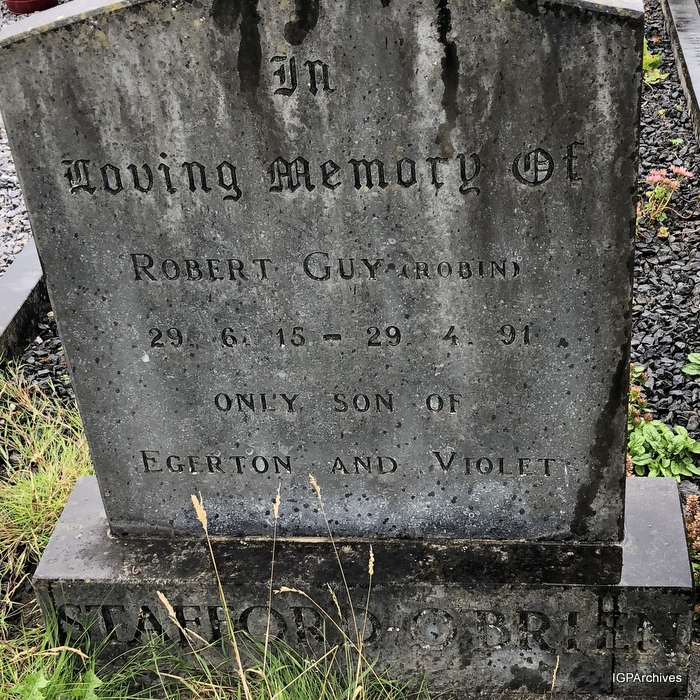 In
Loving Memory Of
ROBERT GUY (ROBIN)
29. 6. 15 – 29. 4. 91.
ONLY SON OF
EGERTON AND VIOLET
STAFFORD O'BRIEN
IGPArchives